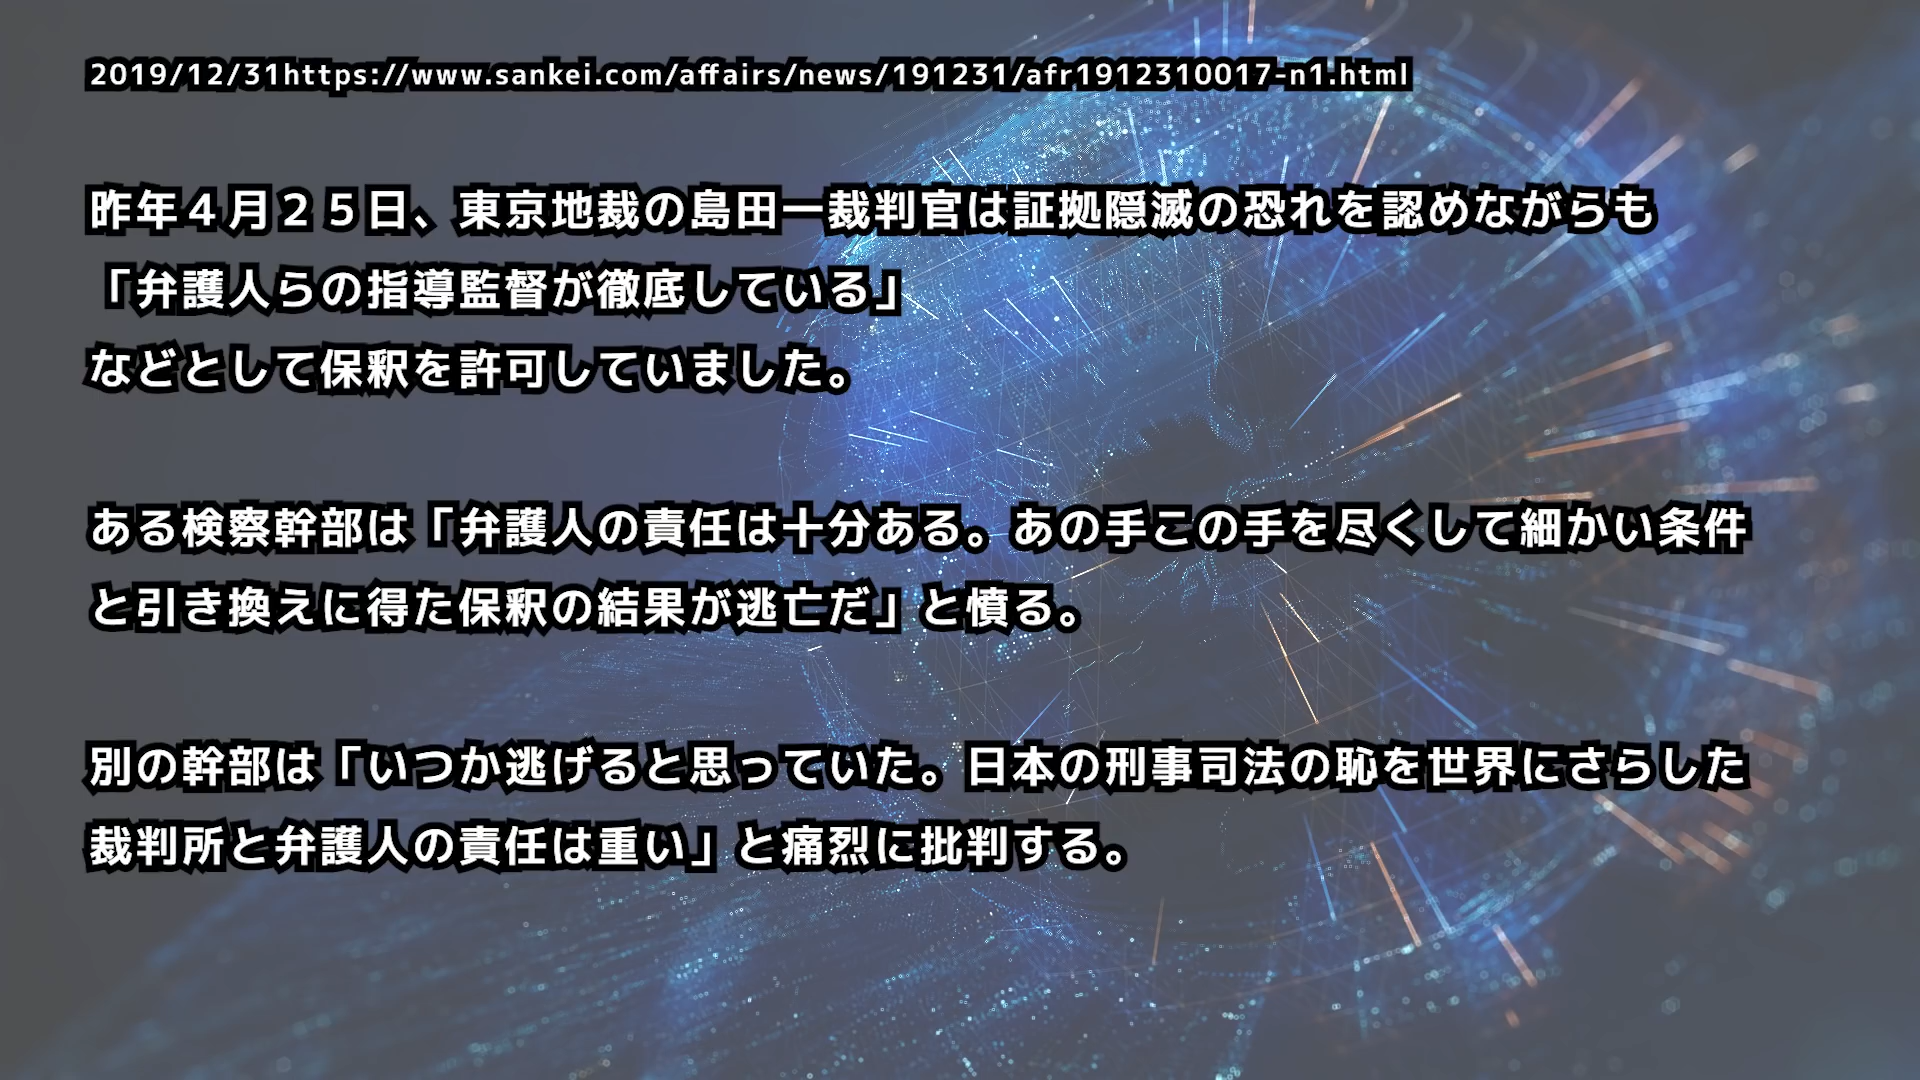 2019/12/31https://www.sankei.com/affairs/news/191231/afr1912310017-n1.html
昨年４月２５日、東京地裁の島田一裁判官は証拠隠滅の恐れを認めながらも
「弁護人らの指導監督が徹底している」
などとして保釈を許可していました。
ある検察幹部は「弁護人の責任は十分ある。あの手この手を尽くして細かい条件
と引き換えに得た保釈の結果が逃亡だ」と憤る。
別の幹部は「いつか逃げると思っていた。日本の刑事司法の恥を世界にさらした
裁判所と弁護人の責任は重い」と痛烈に批判する。